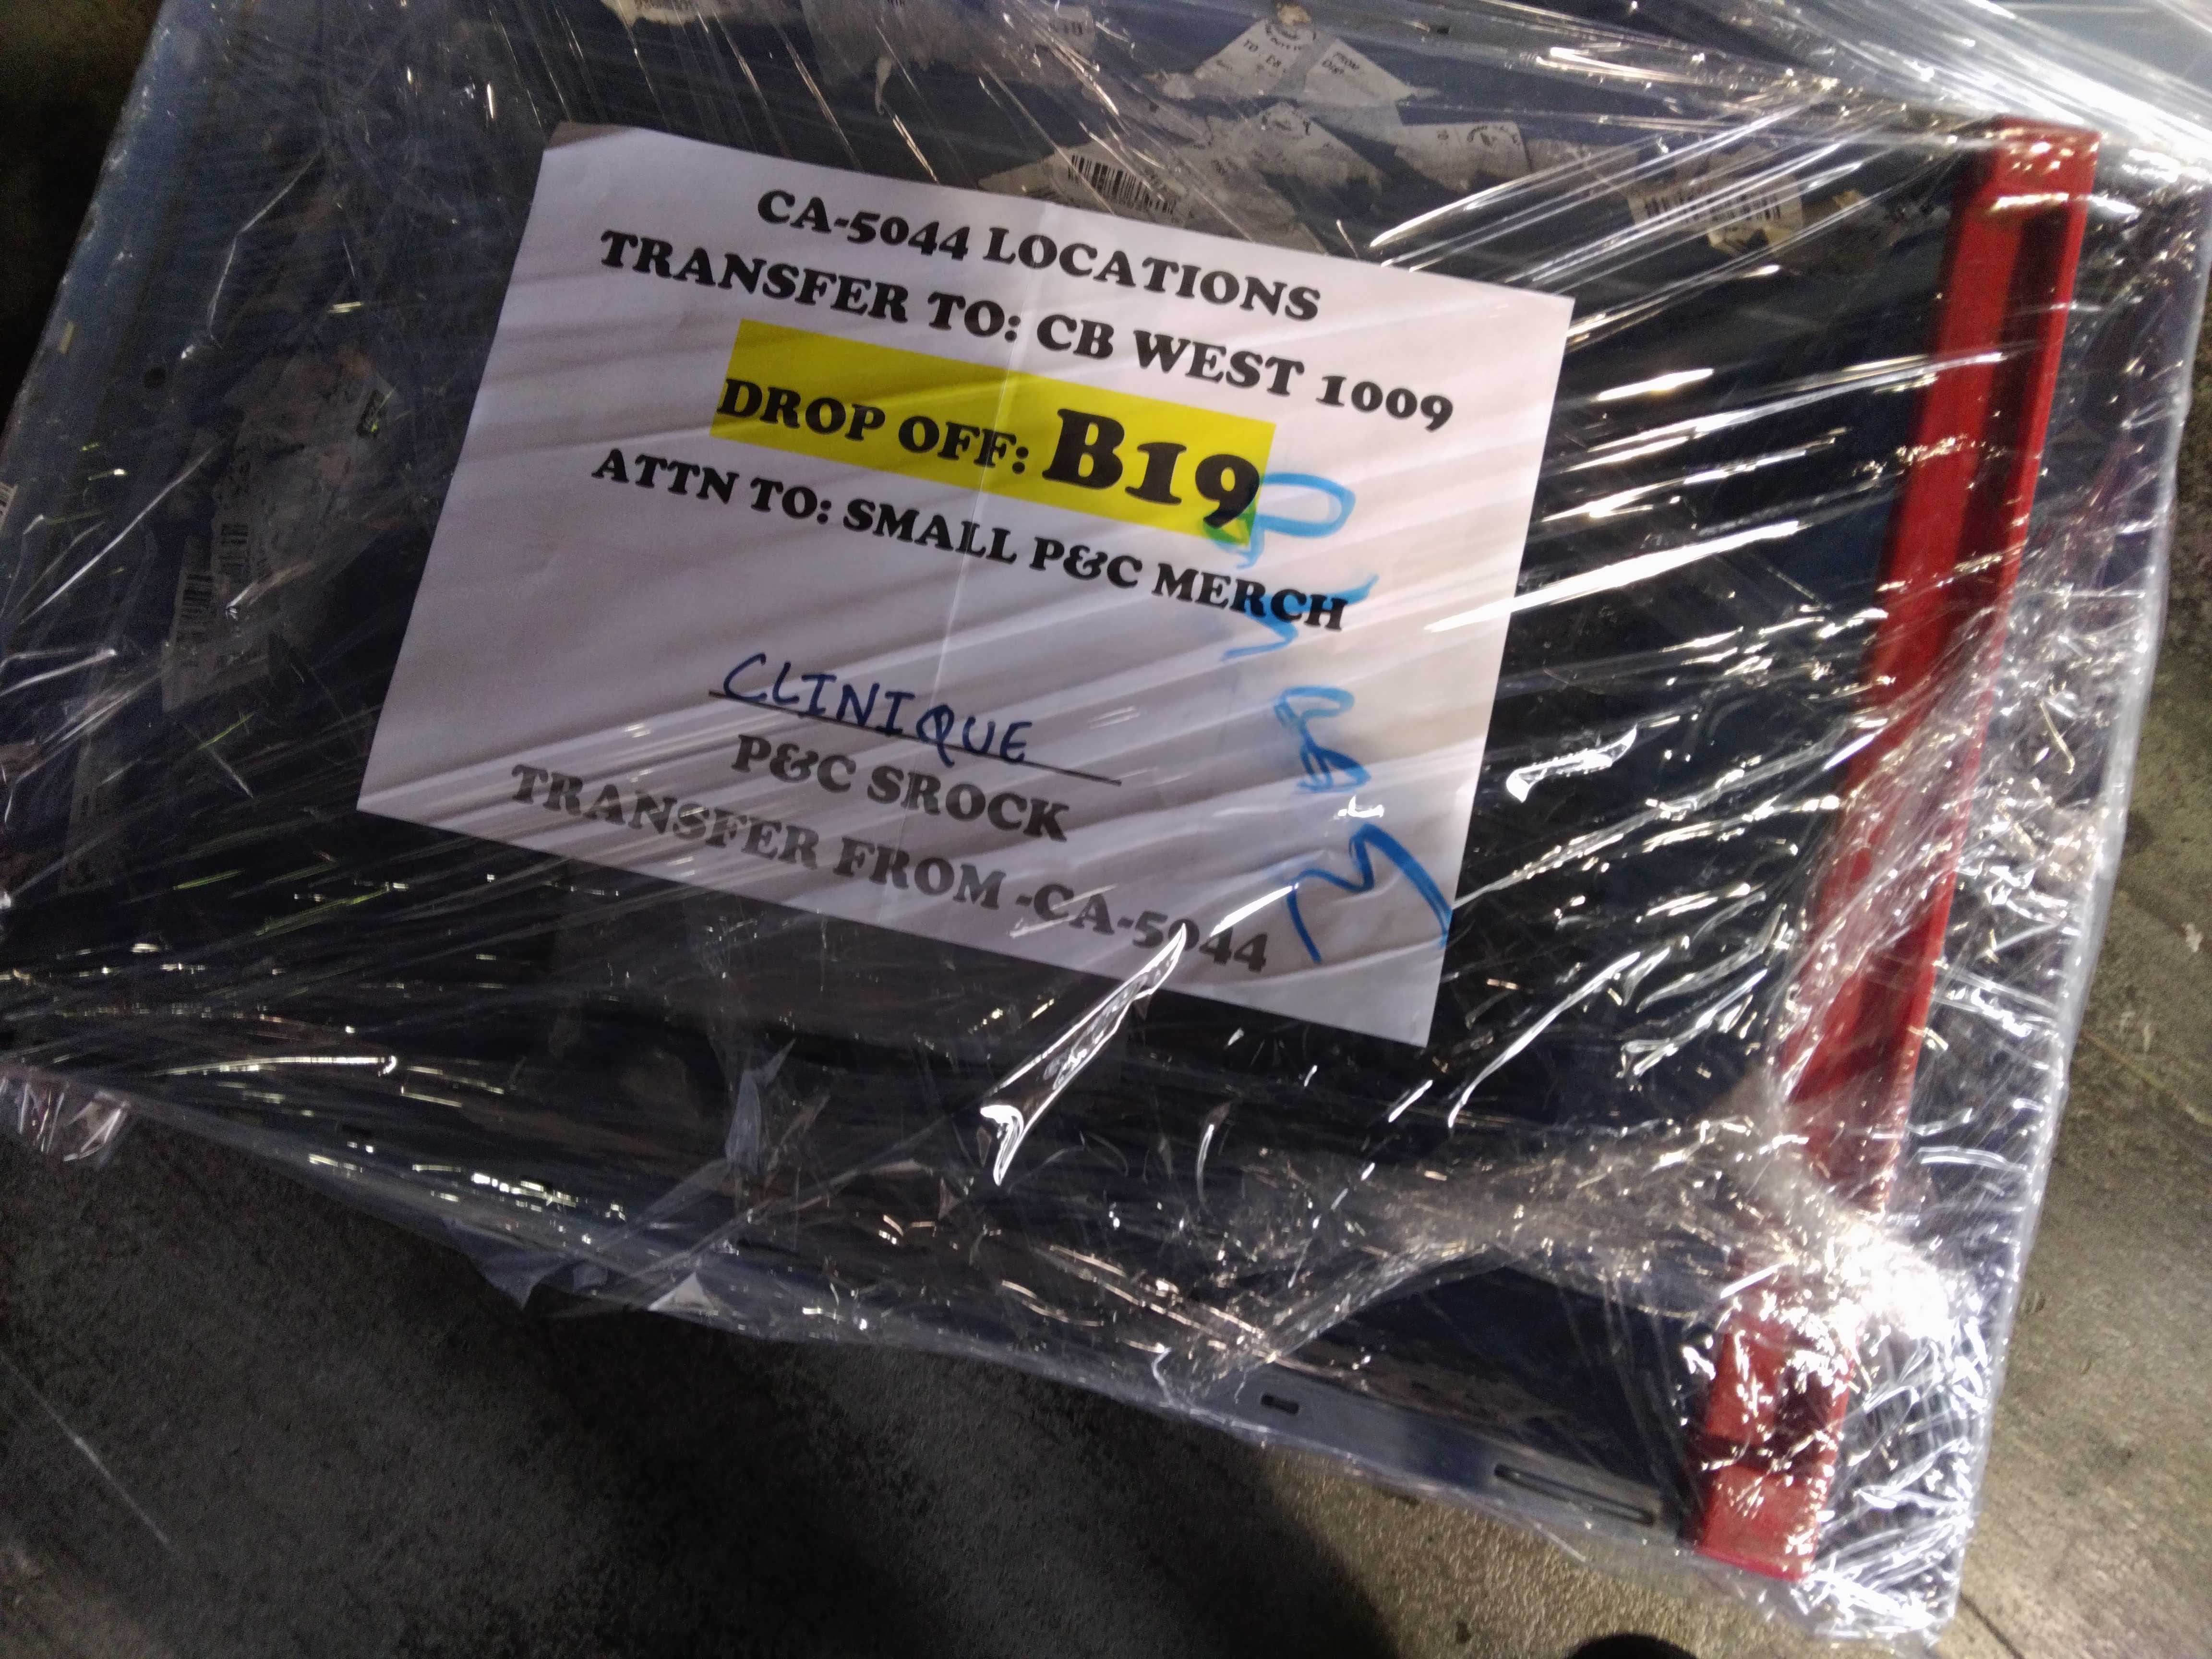 CA-5044 LOCATIONS
TRANSFER TO: CB WEST 1009
DROP OFF: B19
ATTN TO: SMALL P&C MERCH
CLINIQUE
P&C SROCK
TRANSFER FROM -CA-5044